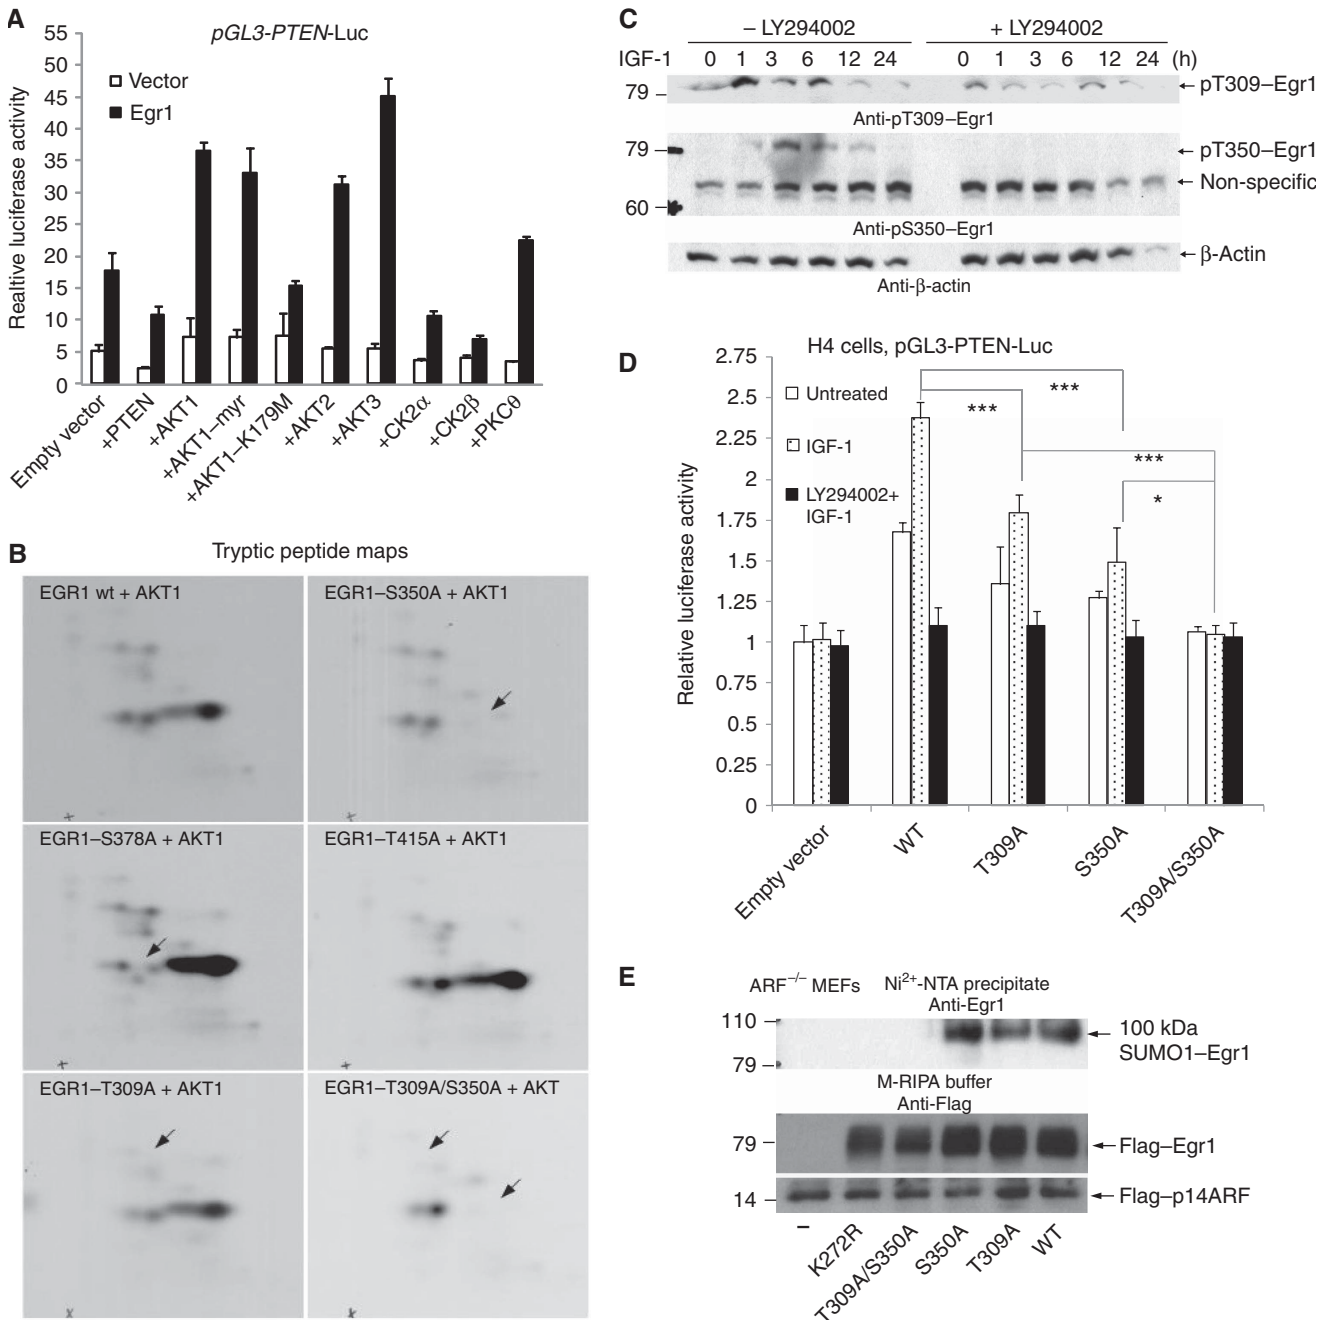 A
pGL3-PTEN-Luc
Realtive luciferase activity
55
50
45
40
35
30
25
20
15
10
5
0
Vector
Egr1
Empty vector
+PTEN
+AKT1
+AKT1–myr
+AKT1–K179M
+AKT2
+AKT3
+CK2α
+CK2β
+PKCθ
B
Tryptic peptide maps
EGR1 wt + AKT1
EGR1–S350A + AKT1
EGR1–S378A + AKT1
EGR1–T415A + AKT1
EGR1–T309A + AKT1
EGR1–T309A/S350A + AKT
C
– LY294002
+ LY294002
IGF-1 0 1 3 6 12 24 0 1 3 6 12 24 (h)
79
pT309–Egr1
Anti-pT309–Egr1
79
pT350–Egr1
Non-specific
60
Anti-pS350–Egr1
β-Actin
Anti-β-actin
D
H4 cells, pGL3-PTEN-Luc
Relative luciferase activity
2.75
2.5
2.25
2
1.75
1.5
1.25
1
0.75
0.5
0.25
0
Untreated
IGF-1
LY294002+
IGF-1
***
***
***
*
Empty vector
WT
T309A
S350A
T309A/S350A
E
ARF–/– MEFs
Ni2+-NTA precipitate
Anti-Egr1
110
79
100 kDa
SUMO1–Egr1
M-RIPA buffer
Anti-Flag
79
Flag–Egr1
14
Flag–p14ARF
–
K272R
T309A/S350A
S350A
T309A
WT